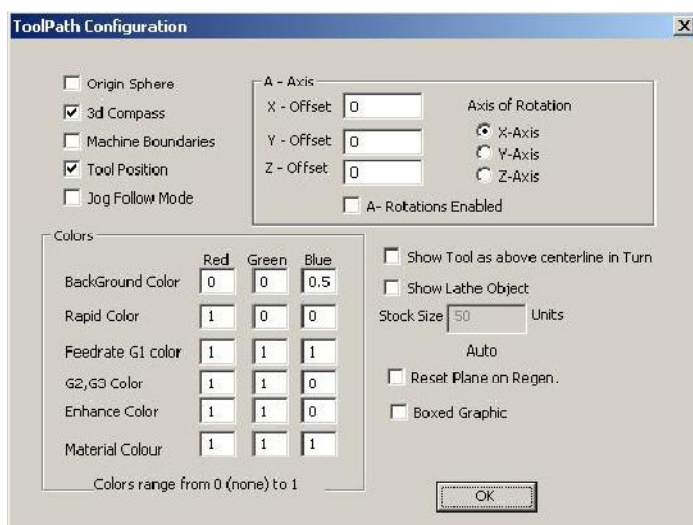 ToolPath Configuration
Origin Sphere
3d Compass
Machine Boundaries
Tool Position
Jog Follow Mode
A - Axis
X - Offset 0
Y - Offset 0
Z - Offset 0
Axis of Rotation
X-Axis
Y-Axis
Z-Axis
A- Rotations Enabled
Colors
Red Green Blue
BackGround Color 0 0 0.5
Rapid Color 1 0 0
Feedrate G1 color 1 1 1
G2,G3 Color 1 1 0
Enhance Color 1 1 0
Material Colour 1 1 1
Colors range from 0 (none) to 1
Show Tool as above centerline in Turn
Show Lathe Object
Stock Size 50 Units
Auto
Reset Plane on Regen.
Boxed Graphic
OK